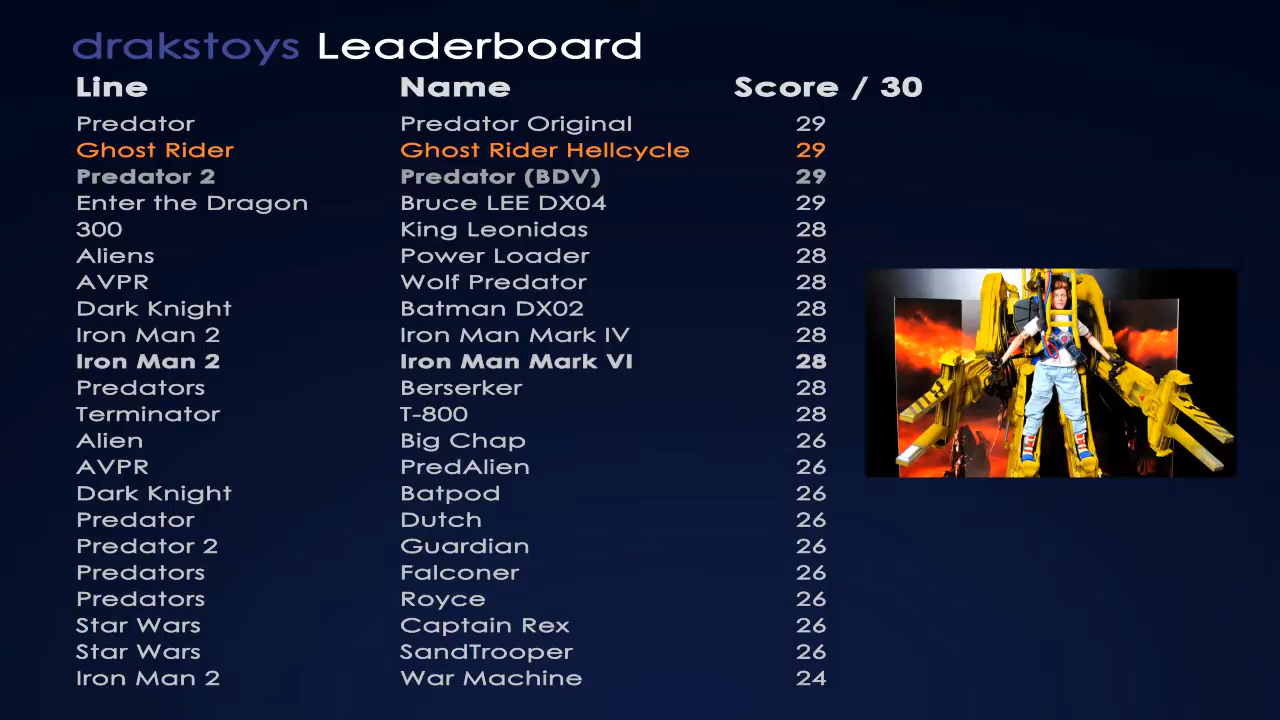 drakstoys Leaderboard
Line Name Score / 30
Predator Predator Original 29
Ghost Rider Ghost Rider Hellcycle 29
Predator 2 Predator (BDV) 29
Enter the Dragon Bruce LEE DX04 29
300 King Leonidas 28
Aliens Power Loader 28
AVPR Wolf Predator 28
Dark Knight Batman DX02 28
Iron Man 2 Iron Man Mark IV 28
Iron Man 2 Iron Man Mark VI 28
Predators Berserker 28
Terminator T-800 28
Alien Big Chap 26
AVPR PredAlien 26
Dark Knight Batpod 26
Predator Dutch 26
Predator 2 Guardian 26
Predators Falconer 26
Predators Royce 26
Star Wars Captain Rex 26
Star Wars SandTrooper 26
Iron Man 2 War Machine 24